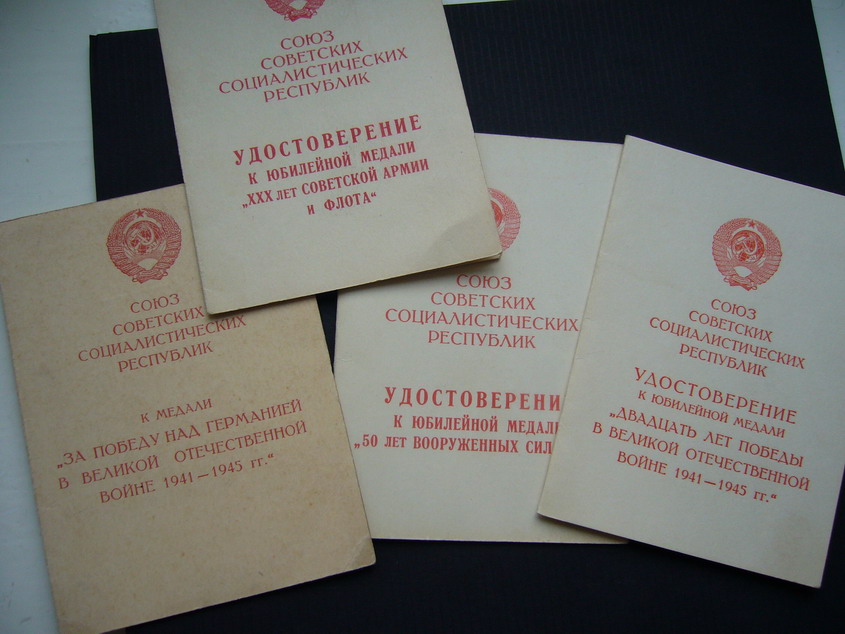 СОЮЗ
СОВЕТСКИХ
СОЦИАЛИСТИЧЕСКИХ
РЕСПУБЛИК
УДОСТОВЕРЕНИЕ
К ЮБИЛЕЙНОЙ МЕДАЛИ
„XXX ЛЕТ СОВЕТСКОЙ АРМИИ
И ФЛОТА“
СОЮЗ
СОВЕТСКИХ
СОЦИАЛИСТИЧЕСКИХ
РЕСПУБЛИК
К МЕДАЛИ
„ЗА ПОБЕДУ НАД ГЕРМАНИЕЙ
В ВЕЛИКОЙ ОТЕЧЕСТВЕННОЙ
ВОЙНЕ 1941—1945 гг.“
СОЮЗ
СОВЕТСКИХ
СОЦИАЛИСТИЧЕСКИХ
РЕСПУБЛИК
УДОСТОВЕРЕНИ
К ЮБИЛЕЙНОЙ МЕДАЛ
„50 ЛЕТ ВООРУЖЕННЫХ СИЛ
СОЮЗ
СОВЕТСКИХ
СОЦИАЛИСТИЧЕСКИХ
РЕСПУБЛИК
УДОСТОВЕРЕНИЕ
К ЮБИЛЕЙНОЙ МЕДАЛИ
„ДВАДЦАТЬ ЛЕТ ПОБЕДЫ
В ВЕЛИКОЙ ОТЕЧЕСТВЕННОЙ
ВОЙНЕ 1941—1945 гг.“